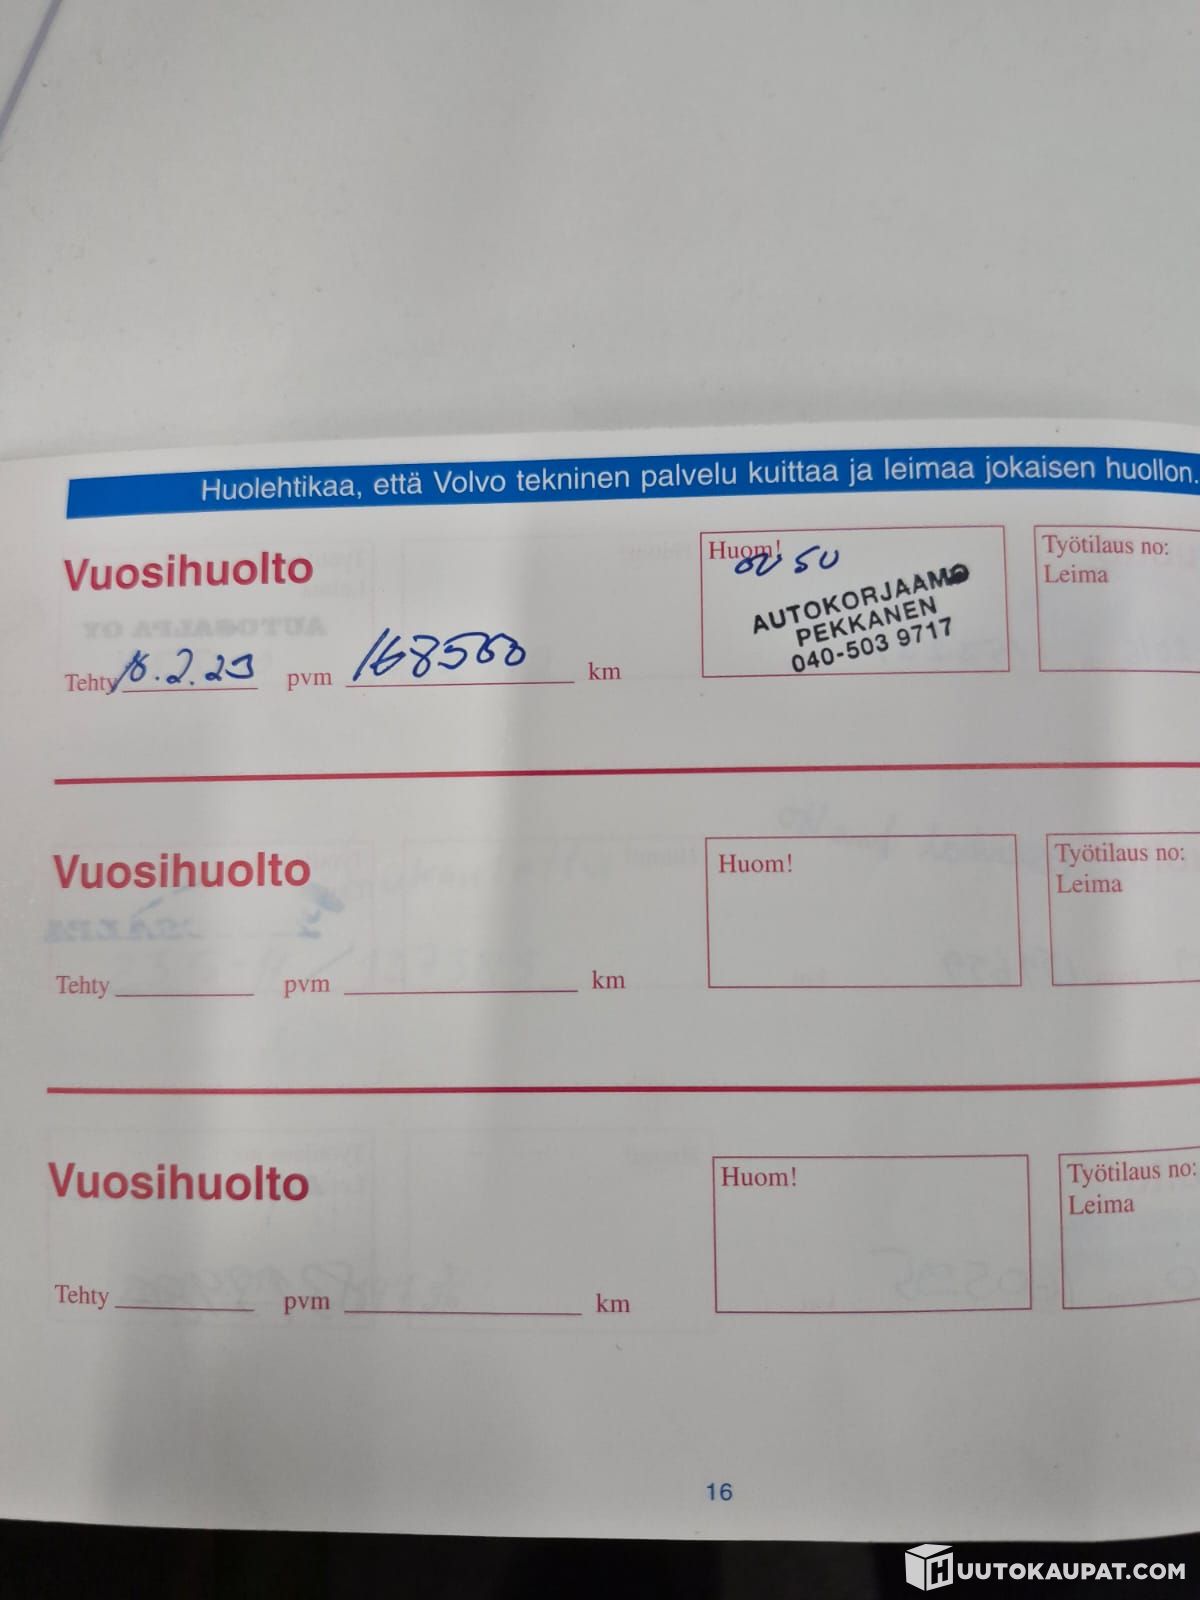 Huolehtikaa, että Volvo tekninen palvelu kuittaa ja leimaa jokaisen huollon.
Vuosihuolto
Huom!
50
AUTOKORJAAMO
PEKKANEN
040-503 9717
Työtilaus no:
Leima
Tehty 18.2.23 pvm 168500 km
Vuosihuolto
Huom!
Työtilaus no:
Leima
Tehty pvm km
Vuosihuolto
Huom!
Työtilaus no:
Leima
Tehty pvm km
16
HUUTOKAUPAT.COM